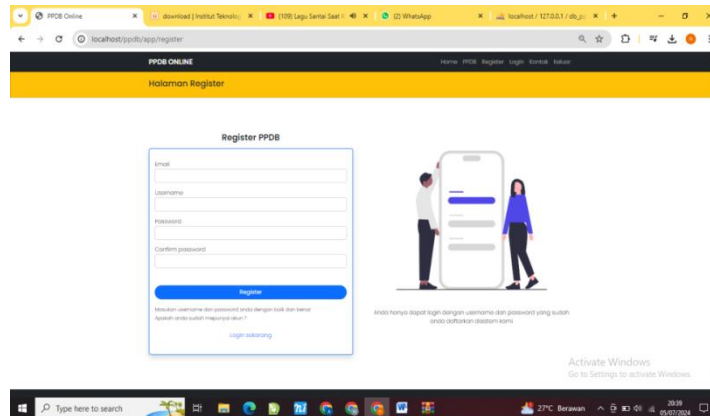 PPDB Online
download | Institut Teknolog
(109) Lagu Santai Saat
(2) WhatsApp
localhost / 127.0.0.1 / db_
localhost/ppdb/app/register
PPDB ONLINE
Home PPDB Register Login Kontak Keluar
Halaman Register
Register PPDB
Email
Username
Password
Confirm password
Register
Masukan username dan password anda dengan baik dan benar
Apakah anda sudah mepunyai akun ?
Login sekarang
Anda hanya dapat login dengan username dan password yang sudah
anda daftarkan disistem kami
Activate Windows
Go to Settings to activate Windows.
Type here to search
27°C Berawan
20:39
05/07/2024